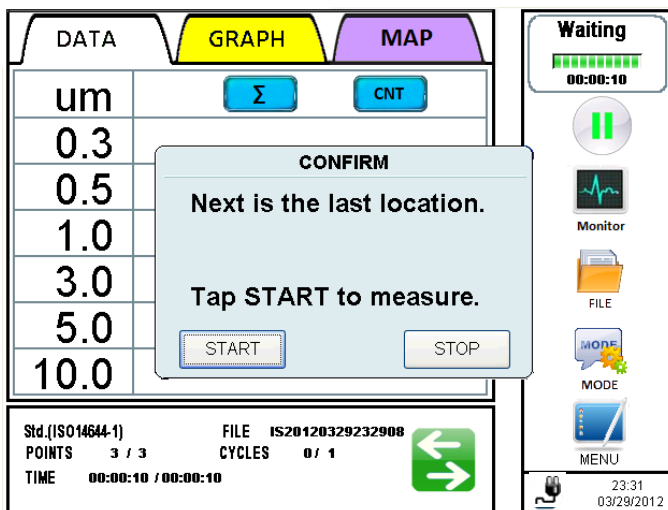 DATA GRAPH MAP
um Σ CNT
0.3
0.5
1.0
3.0
5.0
10.0
CONFIRM
Next is the last location.
Tap START to measure.
START STOP
Std.(ISO14644-1) FILE IS20120329232908
POINTS 3 / 3 CYCLES 0 / 1
TIME 00:00:10 / 00:00:10
Waiting
00:00:10
Monitor
FILE
MODE
MODE
MENU
23:31
03/29/2012